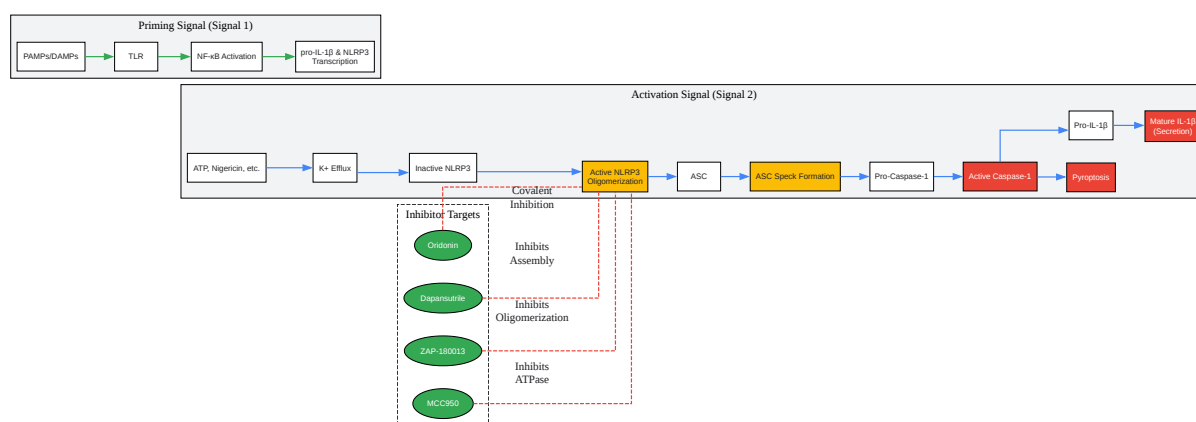 Priming Signal (Signal 1)
PAMPs/DAMPs
TLR
NF-κB Activation
pro-IL-1β & NLRP3
Transcription
Activation Signal (Signal 2)
Pro-IL-1β
Mature IL-1β
(Secretion)
ATP, Nigericin, etc.
K+ Efflux
Inactive NLRP3
Active NLRP3
Oligomerization
ASC
ASC Speck Formation
Pro-Caspase-1
Active Caspase-1
Pyroptosis
Covalent
Inhibition
Inhibitor Targets
Oridonin
Inhibits
Assembly
Dapansutrile
Inhibits
Oligomerization
ZAP-180013
Inhibits
ATPase
MCC950